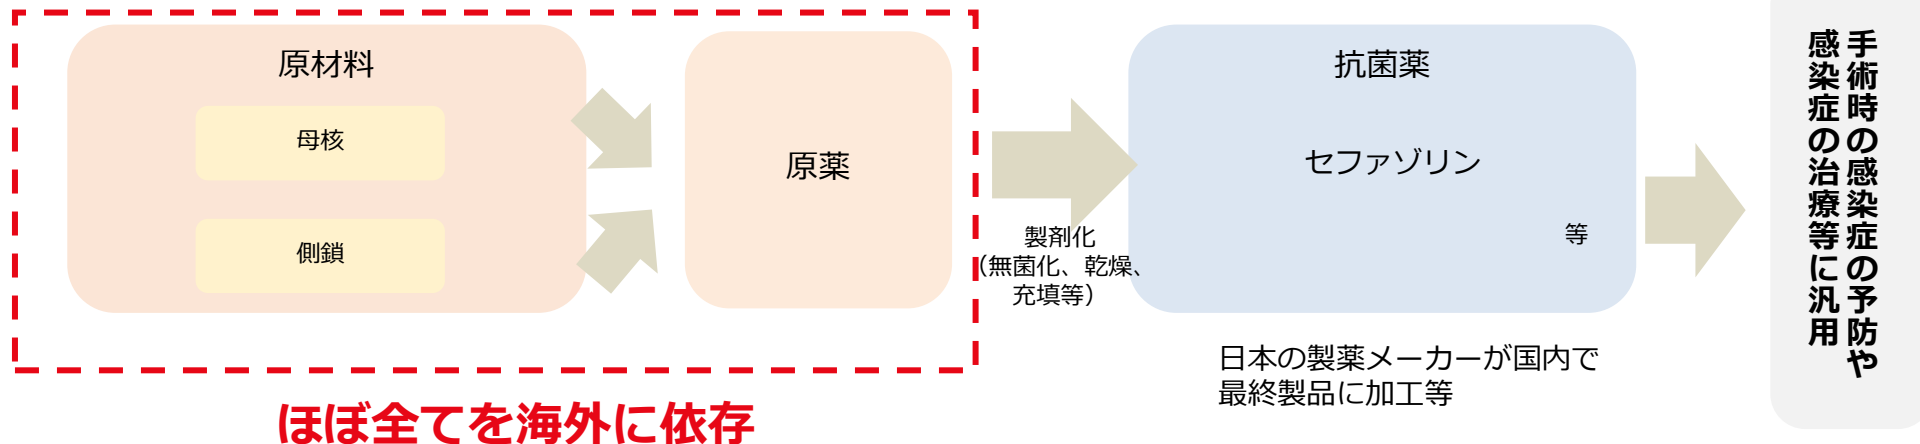 原材料
母核
側鎖
原薬
ほぼ全てを海外に依存
製剤化
（無菌化、乾燥、
充填等）
抗菌薬
セファゾリン
等
日本の製薬メーカーが国内で
最終製品に加工等
手術時の感染症の予防や
感染症の治療等に汎用